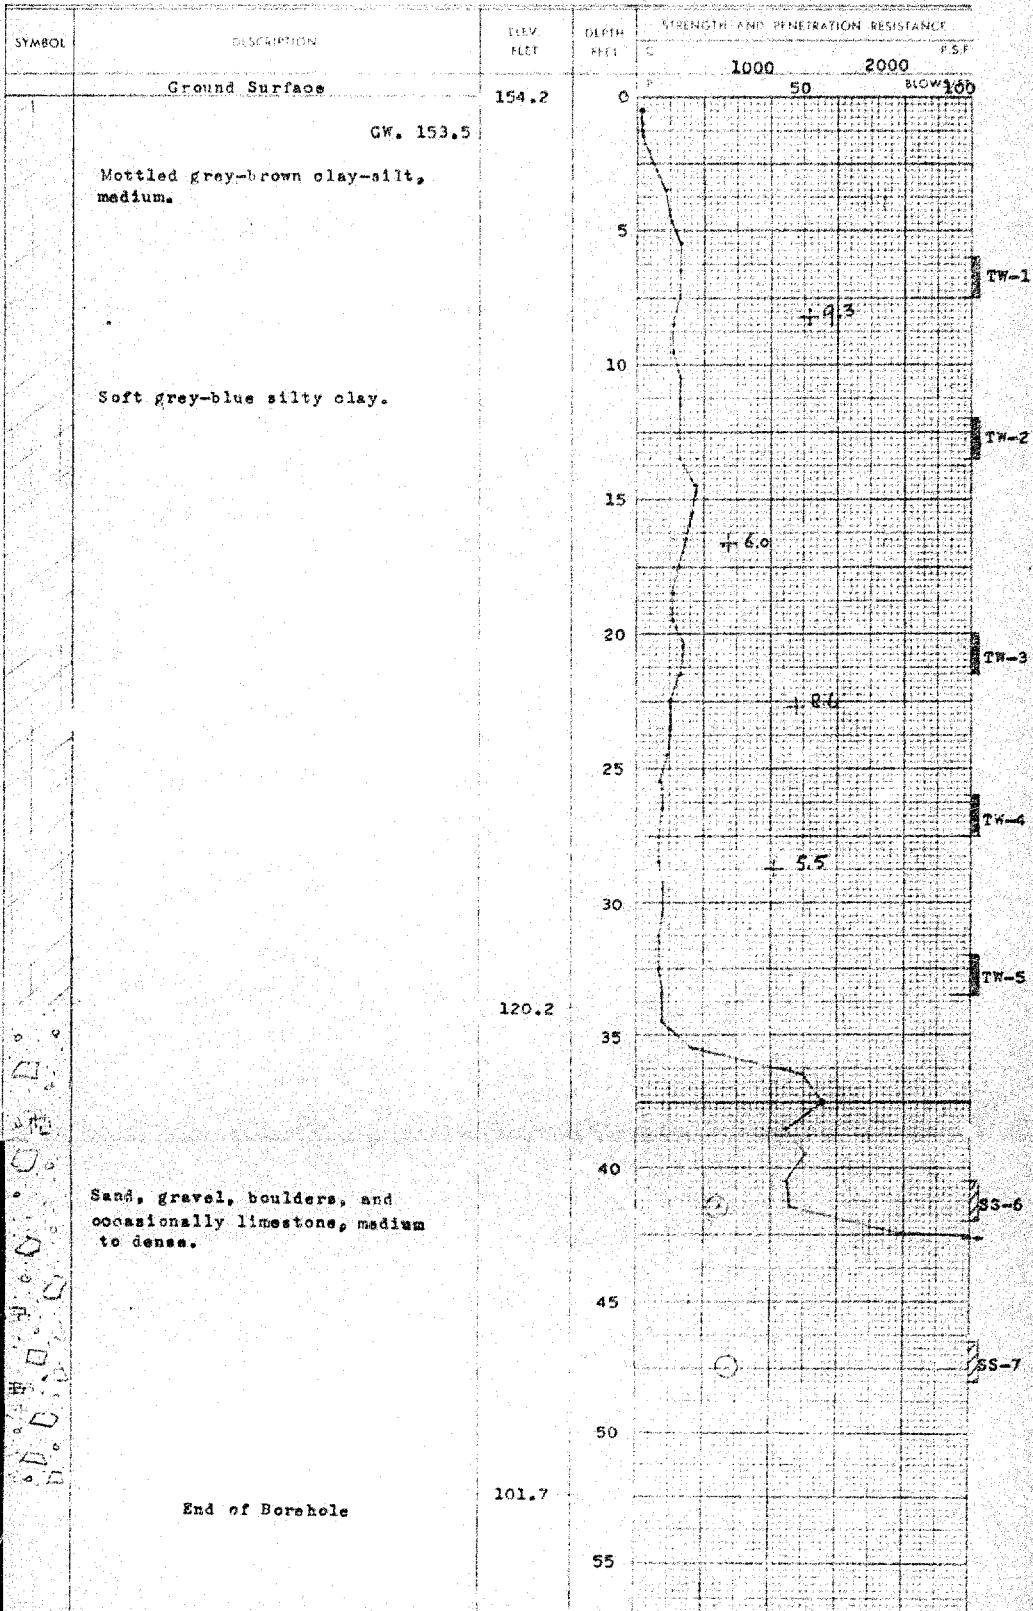 SYMBOL
DESCRIPTION
ELEV. FEET
DEPTH FEET
STRENGTH AND PENETRATION RESISTANCE
C
P.S.F.
1000 2000
P
50 BLOWS 100
Ground Surface
154.2
0
GW. 153.5
Mottled grey-brown clay-silt,
medium.
5
TW-1
+ 9.3
10
Soft grey-blue silty clay.
TW-2
15
+ 6.0
20
TW-3
+ 8.6
25
TW-4
+ 5.5
30
TW-5
120.2
35
40
Sand, gravel, boulders, and
occasionally limestone, medium
to dense.
SS-6
45
SS-7
50
101.7
End of Borehole
55